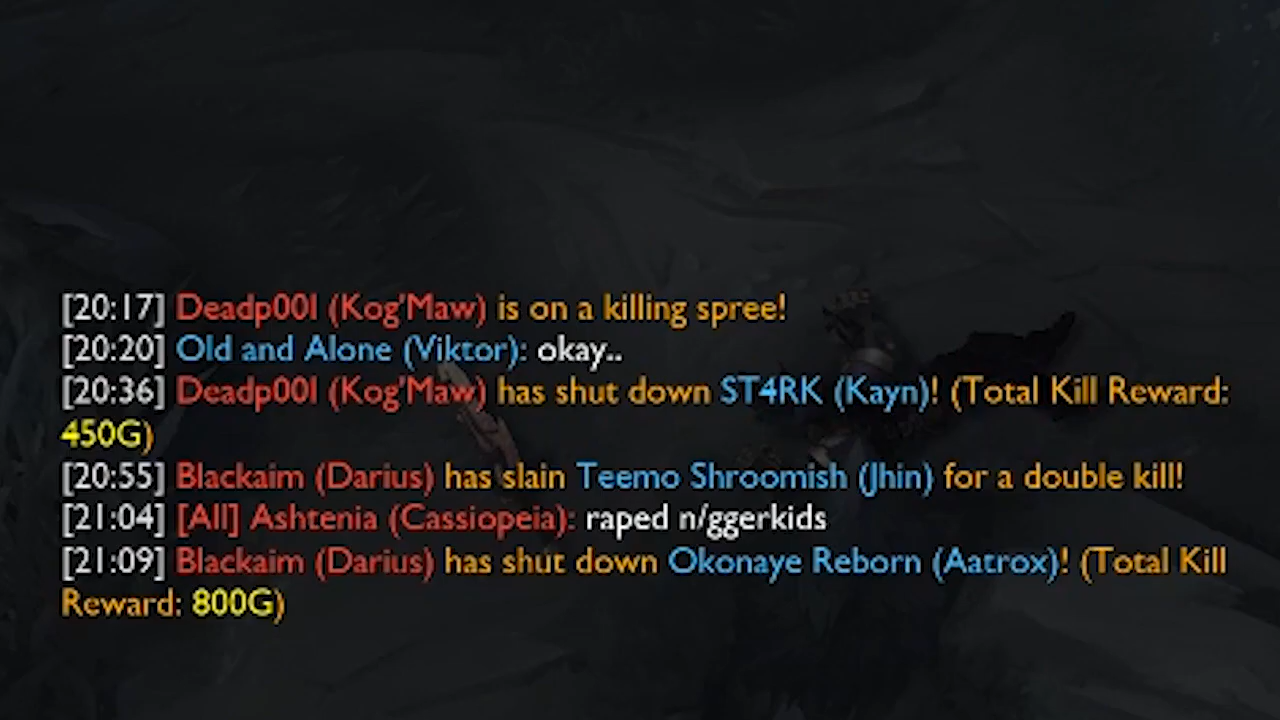 [20:17] Deadp00l (Kog'Maw) is on a killing spree!
[20:20] Old and Alone (Viktor): okay..
[20:36] Deadp00l (Kog'Maw) has shut down ST4RK (Kayn)! (Total Kill Reward:
450G)
[20:55] Blackaim (Darius) has slain Teemo Shroomish (Jhin) for a double kill!
[21:04] [All] Ashtenia (Cassiopeia): raped n/ggerkids
[21:09] Blackaim (Darius) has shut down Okonaye Reborn (Aatrox)! (Total Kill
Reward: 800G)